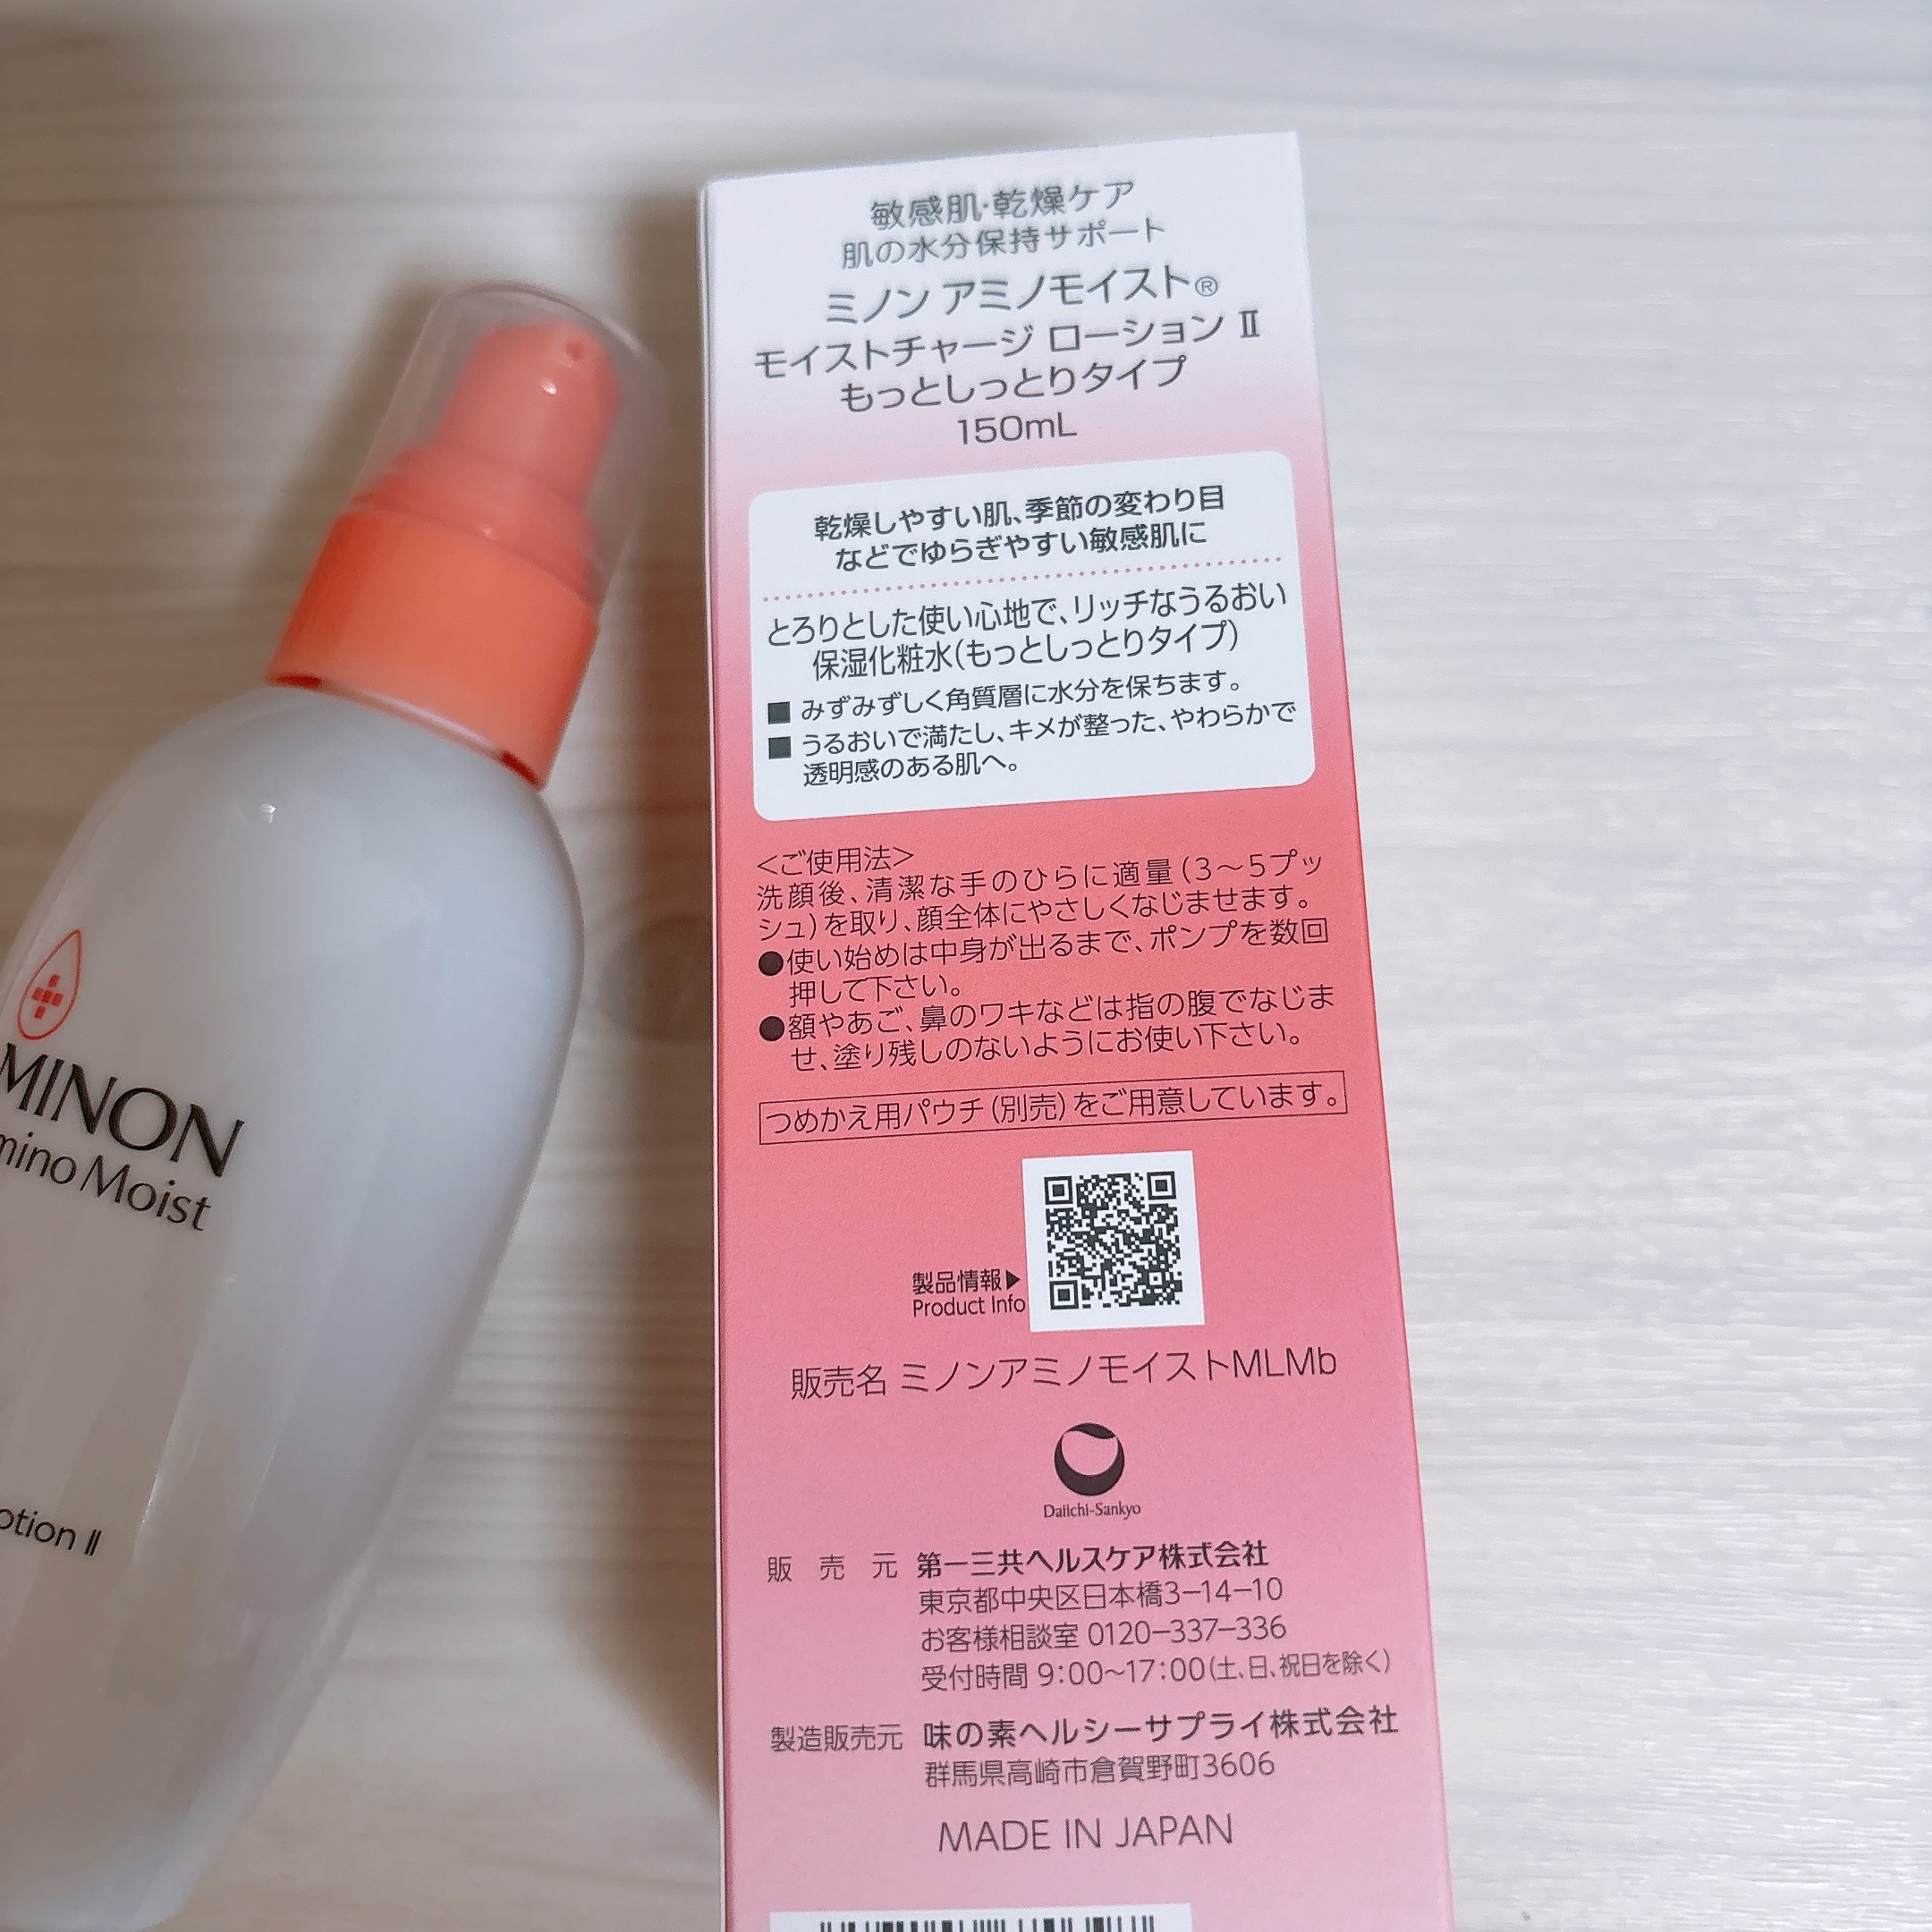 敏感肌・乾燥ケア
肌の水分保持サポート
ミノン アミノモイスト®
モイストチャージ ローション Ⅱ
もっとしっとりタイプ
150mL
乾燥しやすい肌、季節の変わり目
などでゆらぎやすい敏感肌に
とろりとした使い心地で、リッチなうるおい
保湿化粧水(もっとしっとりタイプ)
■ みずみずしく角質層に水分を保ちます。
■ うるおいで満たし、キメが整った、やわらかで
透明感のある肌へ。
<ご使用法>
洗顔後、清潔な手のひらに適量(3〜5プッ
シュ)を取り、顔全体にやさしくなじませます。
●使い始めは中身が出るまで、ポンプを数回
押して下さい。
●額やあご、鼻のワキなどは指の腹でなじま
せ、塗り残しのないようにお使い下さい。
つめかえ用パウチ(別売)をご用意しています。
製品情報▶
Product Info
販売名 ミノンアミノモイストMLMb
Daiichi-Sankyo
販売元 第一三共ヘルスケア株式会社
東京都中央区日本橋3−14−10
お客様相談室 0120−337−336
受付時間 9:00〜17:00(土、日、祝日を除く)
製造販売元 味の素ヘルシーサプライ株式会社
群馬県高崎市倉賀野町3606
MADE IN JAPAN
MINON
mino Moist
otion Ⅱ